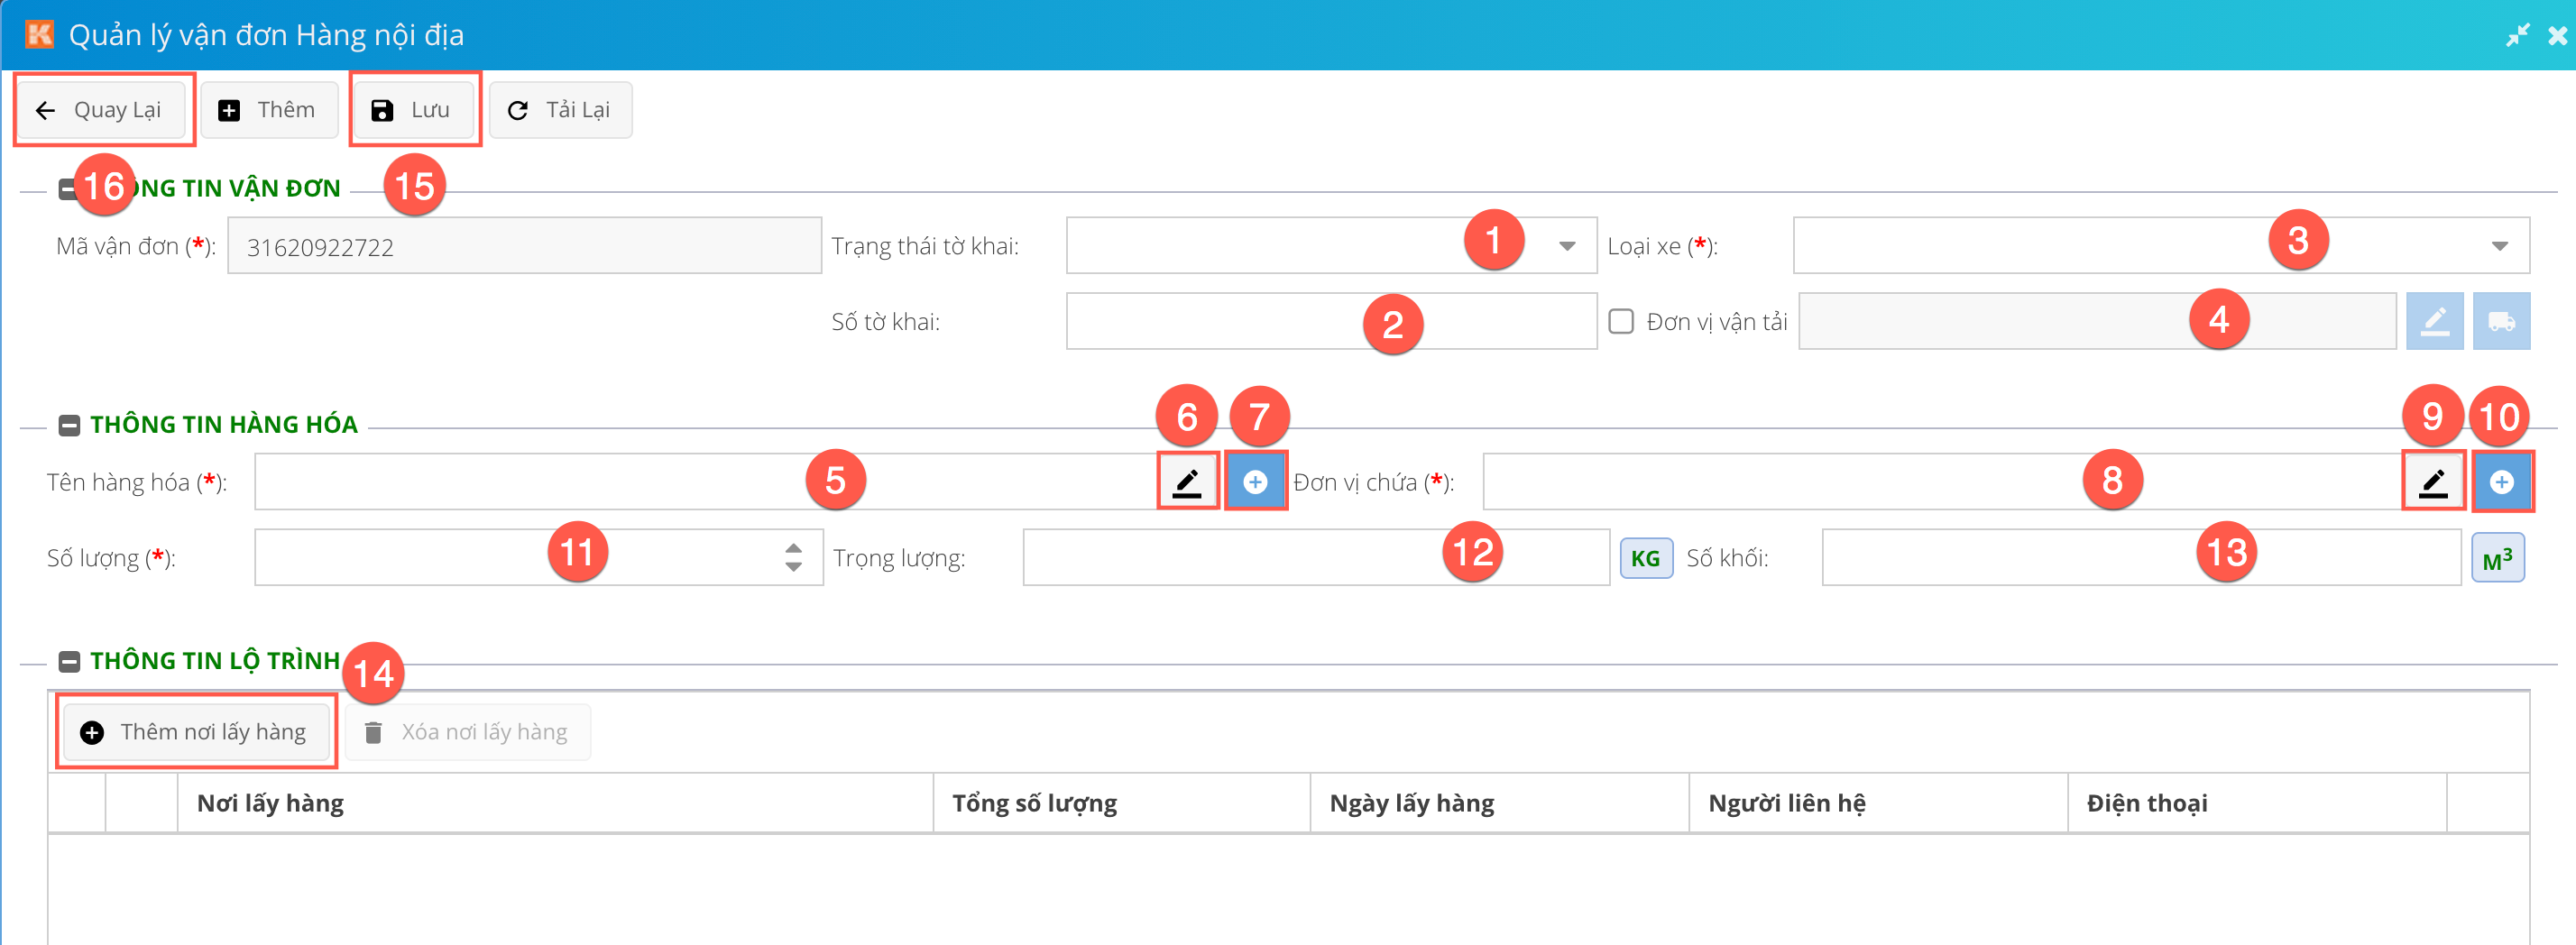 K Quản lý vận đơn Hàng nội địa
Quay Lại Thêm Lưu Tải Lại
16 ÔNG TIN VẬN ĐƠN 15
Mã vận đơn (*): 31620922722 Trạng thái tờ khai: 1 Loại xe (*): 3
Số tờ khai: 2 Đơn vị vận tải 4
6 7 9 10
THÔNG TIN HÀNG HÓA
Tên hàng hóa (*): 5 Đơn vị chứa (*): 8
Số lượng (*): 11 Trọng lượng: 12 KG Số khối: 13 M³
THÔNG TIN LỘ TRÌNH 14
Thêm nơi lấy hàng Xóa nơi lấy hàng
Nơi lấy hàng Tổng số lượng Ngày lấy hàng Người liên hệ Điện thoại